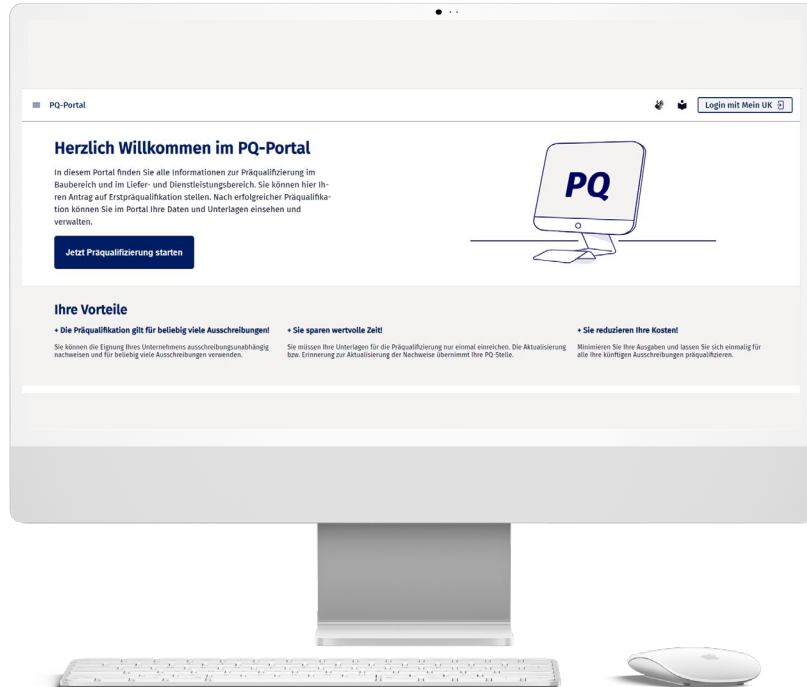 PQ-Portal
Login mit Mein UK
Herzlich Willkommen im PQ-Portal
In diesem Portal finden Sie alle Informationen zur Präqualifizierung im
Baubereich und im Liefer- und Dienstleistungsbereich. Sie können hier Ih-
ren Antrag auf Erstpräqualifikation stellen. Nach erfolgreicher Präqualifika-
tion können Sie im Portal Ihre Daten und Unterlagen einsehen und
verwalten.
PQ
Jetzt Präqualifizierung starten
Ihre Vorteile
+ Die Präqualifikation gilt für beliebig viele Ausschreibungen!
Sie können die Eignung Ihres Unternehmens ausschreibungsunabhängig
nachweisen und für beliebig viele Ausschreibungen verwenden.
+ Sie sparen wertvolle Zeit!
Sie müssen Ihre Unterlagen für die Präqualifizierung nur einmal einreichen. Die Aktualisierung
bzw. Erinnerung zur Aktualisierung der Nachweise übernimmt Ihre PQ-Stelle.
+ Sie reduzieren Ihre Kosten!
Minimieren Sie Ihre Ausgaben und lassen Sie sich einmalig für
alle Ihre künftigen Ausschreibungen präqualifizieren.